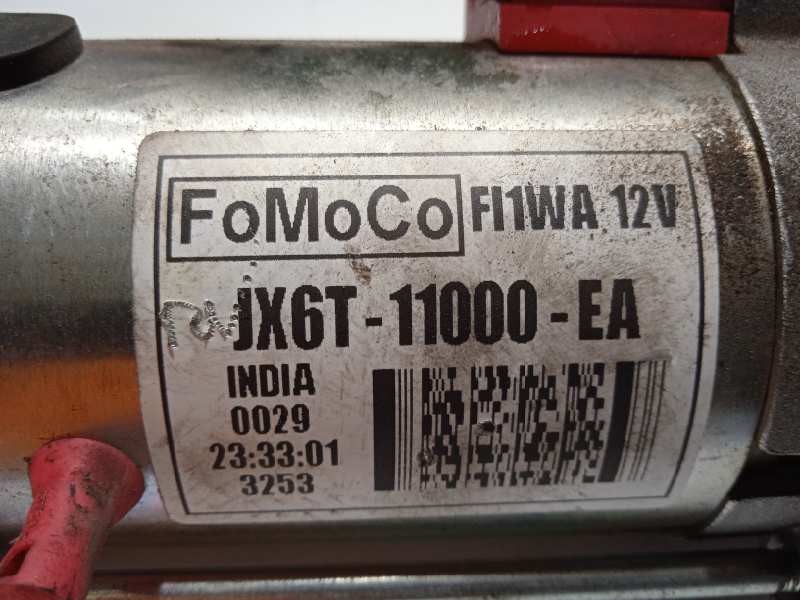 FoMoCo FI1WA 12V
JX6T-11000-EA
INDIA
0029
23:33:01
3253